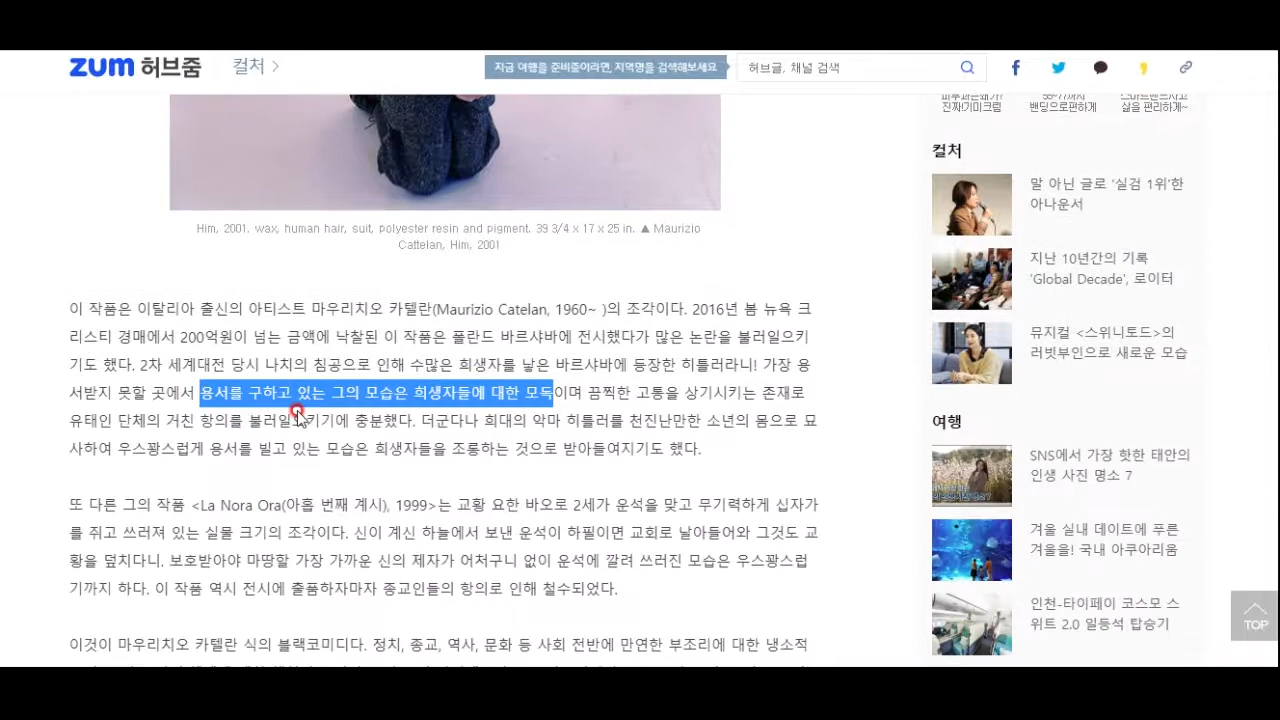 zum 허브줌
컬처 >
지금 여행을 준비중이라면, 지역명을 검색해보세요
허브글, 채널 검색
진짜!기미크림
밴딩으로편하게
삶을 편리하게~
Him, 2001. wax, human hair, suit, polyester resin and pigment. 39 3/4 x 17 x 25 in. ▲ Maurizio
Cattelan, Him, 2001
이 작품은 이탈리아 출신의 아티스트 마우리치오 카텔란(Maurizio Catelan, 1960~ )의 조각이다. 2016년 봄 뉴욕 크
리스티 경매에서 200억원이 넘는 금액에 낙찰된 이 작품은 폴란드 바르샤바에 전시했다가 많은 논란을 불러일으키
기도 했다. 2차 세계대전 당시 나치의 침공으로 인해 수많은 희생자를 낳은 바르샤바에 등장한 히틀러라니! 가장 용
서받지 못할 곳에서 용서를 구하고 있는 그의 모습은 희생자들에 대한 모독이며 끔찍한 고통을 상기시키는 존재로
유태인 단체의 거친 항의를 불러일으키기에 충분했다. 더군다나 희대의 악마 히틀러를 천진난만한 소년의 몸으로 묘
사하여 우스꽝스럽게 용서를 빌고 있는 모습은 희생자들을 조롱하는 것으로 받아들여지기도 했다.
또 다른 그의 작품 <La Nora Ora(아홉 번째 계시), 1999>는 교황 요한 바오로 2세가 운석을 맞고 무기력하게 십자가
를 쥐고 쓰러져 있는 실물 크기의 조각이다. 신이 계신 하늘에서 보낸 운석이 하필이면 교회로 날아들어와 그것도 교
황을 덮치다니. 보호받아야 마땅할 가장 가까운 신의 제자가 어처구니 없이 운석에 깔려 쓰러진 모습은 우스꽝스럽
기까지 하다. 이 작품 역시 전시에 출품하자마자 종교인들의 항의로 인해 철수되었다.
이것이 마우리치오 카텔란 식의 블랙코미디다. 정치, 종교, 역사, 문화 등 사회 전반에 만연한 부조리에 대한 냉소적
컬처
말 아닌 글로 '실검 1위'한
아나운서
지난 10년간의 기록
'Global Decade', 로이터
뮤지컬 <스위니토드>의
러빗부인으로 새로운 모습
여행
SNS에서 가장 핫한 태안의
인생 사진 명소 7
겨울 실내 데이트에 푸른
겨울을! 국내 아쿠아리움
인천-타이페이 코스모 스
위트 2.0 일등석 탑승기
TOP